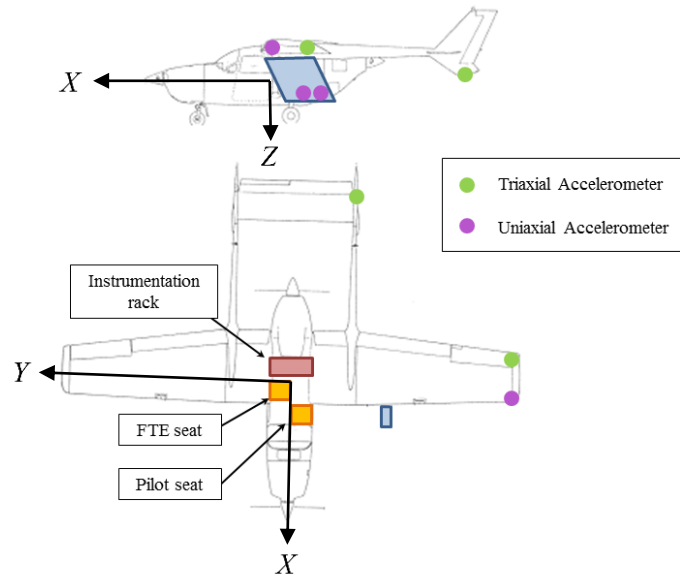 X
Z
Triaxial Accelerometer
Uniaxial Accelerometer
Instrumentation
rack
Y
FTE seat
Pilot seat
X